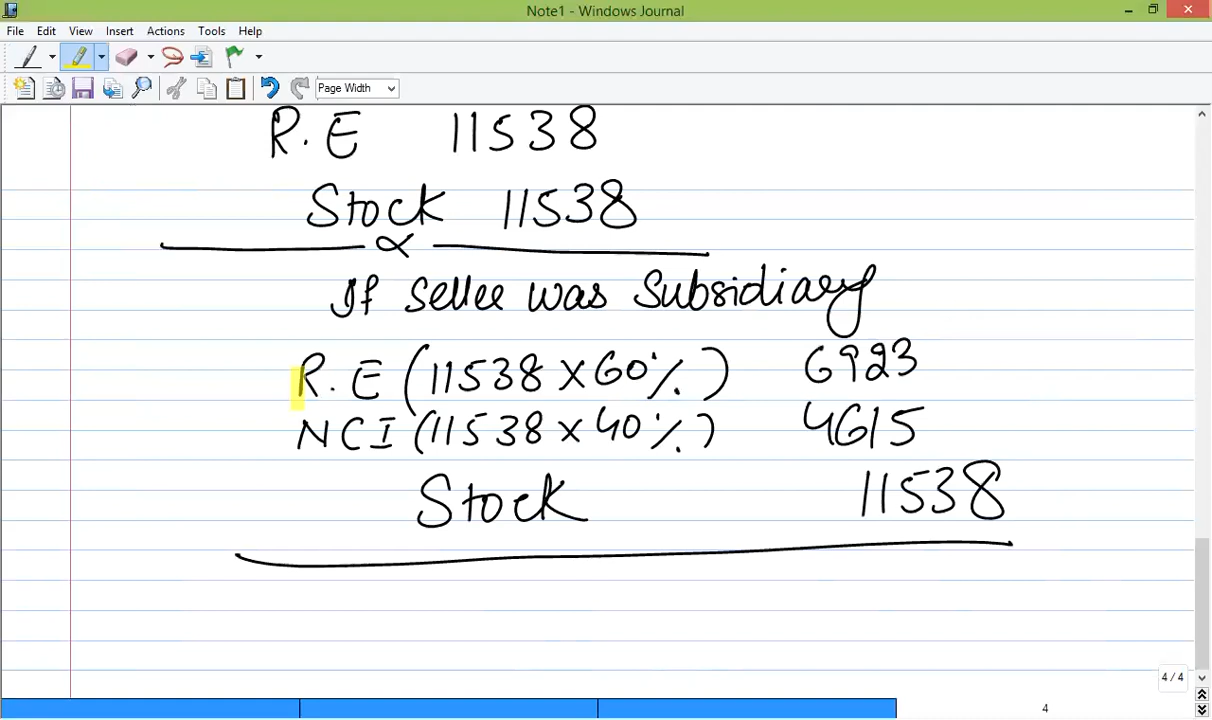 Note1 - Windows Journal
File Edit View Insert Actions Tools Help
Page Width
R.E 11538
Stock 11538
If Seller was Subsidiary
R.E (11538 X 60%) 6923
NCI (11538 X 40%) 4615
Stock 11538
4 / 4
4